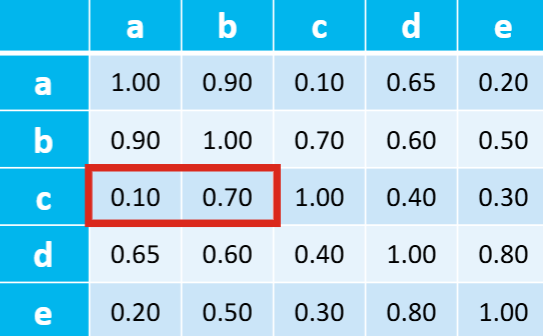 a b c d e
a 1.00 0.90 0.10 0.65 0.20
b 0.90 1.00 0.70 0.60 0.50
c 0.10 0.70 1.00 0.40 0.30
d 0.65 0.60 0.40 1.00 0.80
e 0.20 0.50 0.30 0.80 1.00